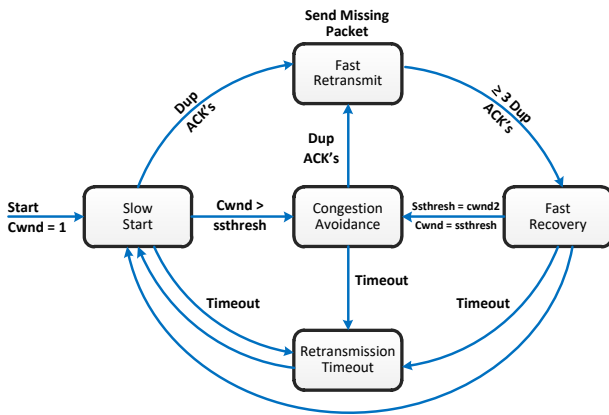 Send Missing
Packet
Fast
Retransmit
Dup
ACK's
≥ 3 Dup
ACK's
Dup
ACK's
Start
Cwnd = 1
Slow
Start
Cwnd >
ssthresh
Congestion
Avoidance
Ssthresh = cwnd2
Cwnd = ssthresh
Fast
Recovery
Timeout
Timeout
Timeout
Retransmission
Timeout